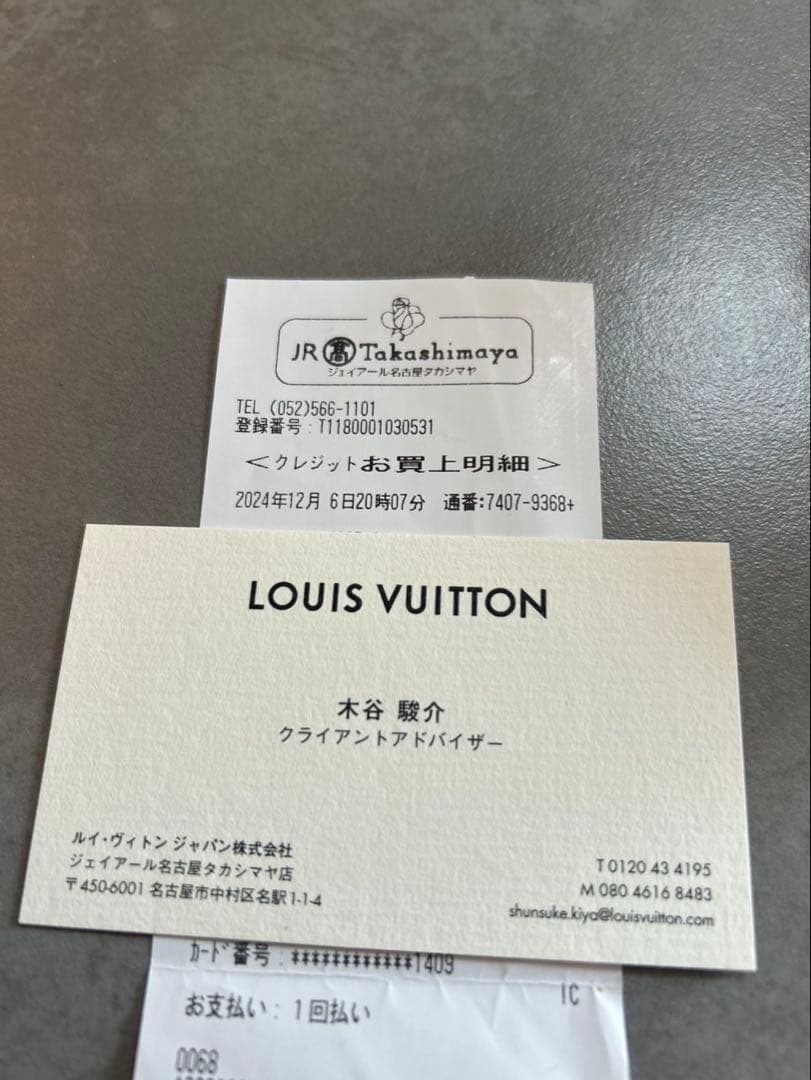 JR 髙 Takashimaya
ジェイアール名古屋タカシマヤ
TEL (052)566-1101
登録番号：T1180001030531
＜クレジットお買上明細＞
2024年12月 6日20時07分 通番:7407-9368+
LOUIS VUITTON
木谷 駿介
クライアントアドバイザー
ルイ・ヴィトン ジャパン株式会社
ジェイアール名古屋タカシマヤ店
〒450-6001 名古屋市中村区名駅 1-1-4
T 0120 43 4195
M 080 4616 8483
shunsuke.kiya@louisvuitton.com
ｶｰﾄﾞ番号：************1409
IC
お支払い：1回払い
0068